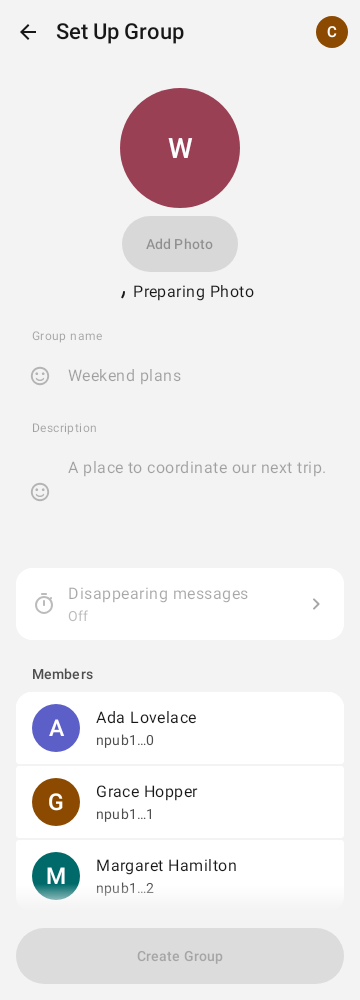 Set Up Group
C
W
Add Photo
Preparing Photo
Group name
Weekend plans
Description
A place to coordinate our next trip.
Disappearing messages
Off
Members
A
Ada Lovelace
npub1…0
G
Grace Hopper
npub1…1
M
Margaret Hamilton
npub1…2
Create Group